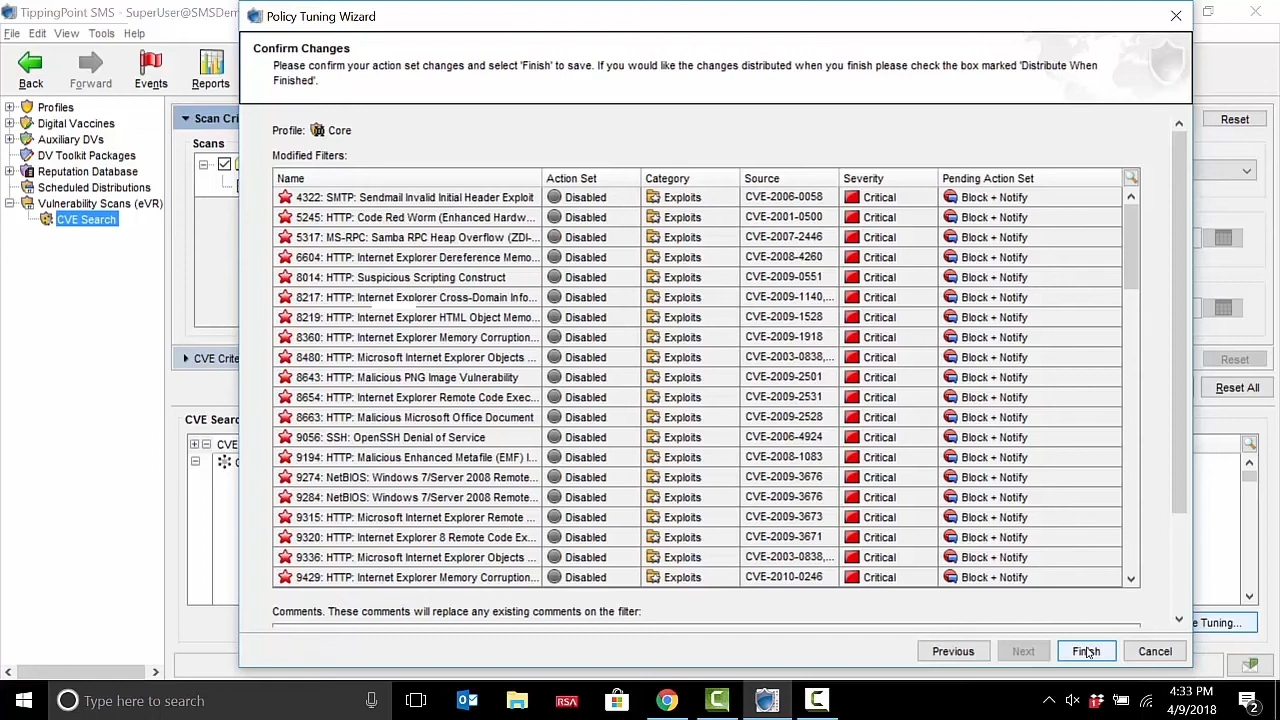 TippingPoint SMS - SuperUser@SMSDem
Policy Tuning Wizard
File Edit View Tools Help
Confirm Changes
Please confirm your action set changes and select 'Finish' to save. If you would like the changes distributed when you finish please check the box marked 'Distribute When
Finished'.
Back Forward Events Reports
Profiles
Digital Vaccines
Auxiliary DVs
DV Toolkit Packages
Reputation Database
Scheduled Distributions
Vulnerability Scans (eVR)
CVE Search
Scan Cri
Scans
CVE Crite
CVE Searc
CVE
Reset
Reset
Reset All
e Tuning...
Profile: Core
Modified Filters:
Name Action Set Category Source Severity Pending Action Set
4322: SMTP: Sendmail Invalid Initial Header Exploit Disabled Exploits CVE-2006-0058 Critical Block + Notify
5245: HTTP: Code Red Worm (Enhanced Hardw... Disabled Exploits CVE-2001-0500 Critical Block + Notify
5317: MS-RPC: Samba RPC Heap Overflow (ZDI-... Disabled Exploits CVE-2007-2446 Critical Block + Notify
6604: HTTP: Internet Explorer Dereference Memo... Disabled Exploits CVE-2008-4260 Critical Block + Notify
8014: HTTP: Suspicious Scripting Construct Disabled Exploits CVE-2009-0551 Critical Block + Notify
8217: HTTP: Internet Explorer Cross-Domain Info... Disabled Exploits CVE-2009-1140,... Critical Block + Notify
8219: HTTP: Internet Explorer HTML Object Memo... Disabled Exploits CVE-2009-1528 Critical Block + Notify
8360: HTTP: Internet Explorer Memory Corruption... Disabled Exploits CVE-2009-1918 Critical Block + Notify
8480: HTTP: Microsoft Internet Explorer Objects ... Disabled Exploits CVE-2003-0838,... Critical Block + Notify
8643: HTTP: Malicious PNG Image Vulnerability Disabled Exploits CVE-2009-2501 Critical Block + Notify
8654: HTTP: Internet Explorer Remote Code Exec... Disabled Exploits CVE-2009-2531 Critical Block + Notify
8663: HTTP: Malicious Microsoft Office Document Disabled Exploits CVE-2009-2528 Critical Block + Notify
9056: SSH: OpenSSH Denial of Service Disabled Exploits CVE-2006-4924 Critical Block + Notify
9194: HTTP: Malicious Enhanced Metafile (EMF) I... Disabled Exploits CVE-2008-1083 Critical Block + Notify
9274: NetBIOS: Windows 7/Server 2008 Remote... Disabled Exploits CVE-2009-3676 Critical Block + Notify
9284: NetBIOS: Windows 7/Server 2008 Remote... Disabled Exploits CVE-2009-3676 Critical Block + Notify
9315: HTTP: Microsoft Internet Explorer Remote ... Disabled Exploits CVE-2009-3673 Critical Block + Notify
9320: HTTP: Internet Explorer 8 Remote Code Ex... Disabled Exploits CVE-2009-3671 Critical Block + Notify
9336: HTTP: Microsoft Internet Explorer Objects ... Disabled Exploits CVE-2003-0838,... Critical Block + Notify
9429: HTTP: Internet Explorer Memory Corruption... Disabled Exploits CVE-2010-0246 Critical Block + Notify
Comments. These comments will replace any existing comments on the filter:
Previous Next Finish Cancel
Type here to search
RSA
4:33 PM
4/9/2018
2